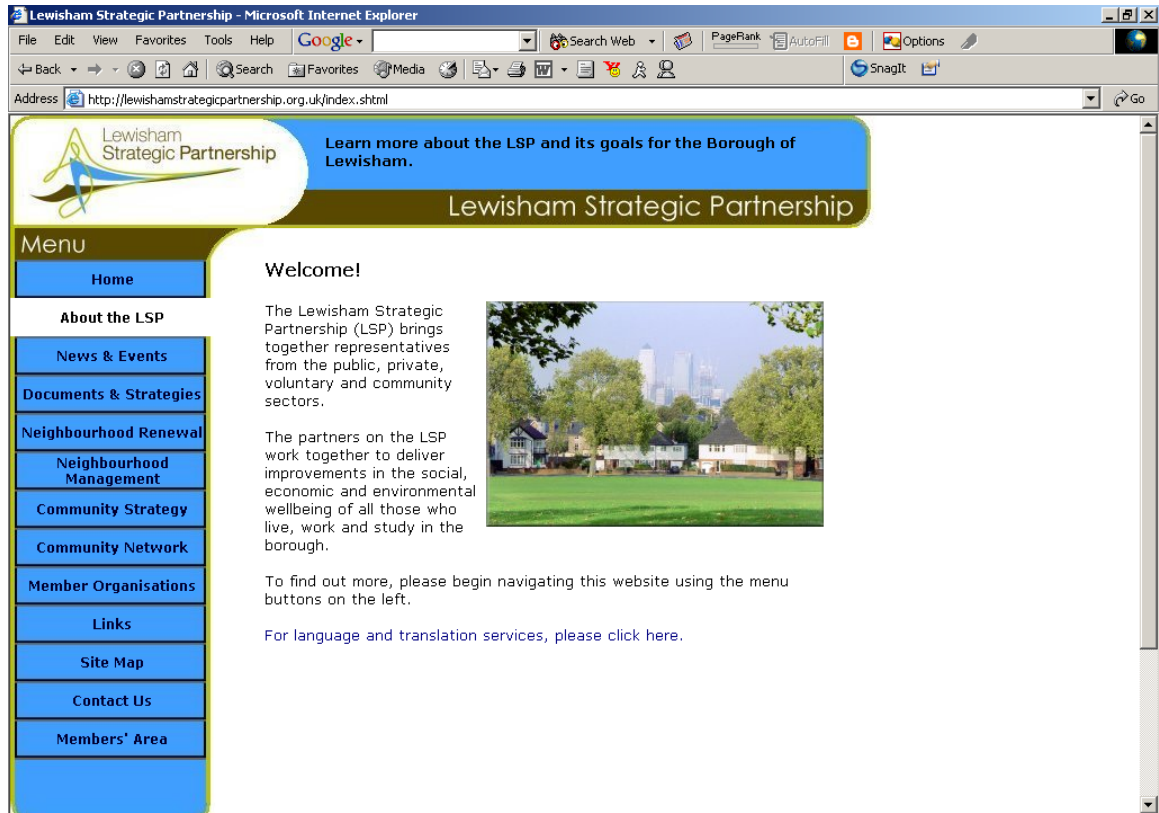 Lewisham Strategic Partnership - Microsoft Internet Explorer
File Edit View Favorites Tools Help Google Search Web PageRank AutoFill Options
Back Search Favorites Media SnagIt
Address http://lewishamstrategicpartnership.org.uk/index.shtml Go
Lewisham
Strategic Partnership
Learn more about the LSP and its goals for the Borough of
Lewisham.
Lewisham Strategic Partnership
Menu
Home
About the LSP
News & Events
Documents & Strategies
Neighbourhood Renewal
Neighbourhood
Management
Community Strategy
Community Network
Member Organisations
Links
Site Map
Contact Us
Members' Area
Welcome!
The Lewisham Strategic
Partnership (LSP) brings
together representatives
from the public, private,
voluntary and community
sectors.
The partners on the LSP
work together to deliver
improvements in the social,
economic and environmental
wellbeing of all those who
live, work and study in the
borough.
To find out more, please begin navigating this website using the menu
buttons on the left.
For language and translation services, please click here.